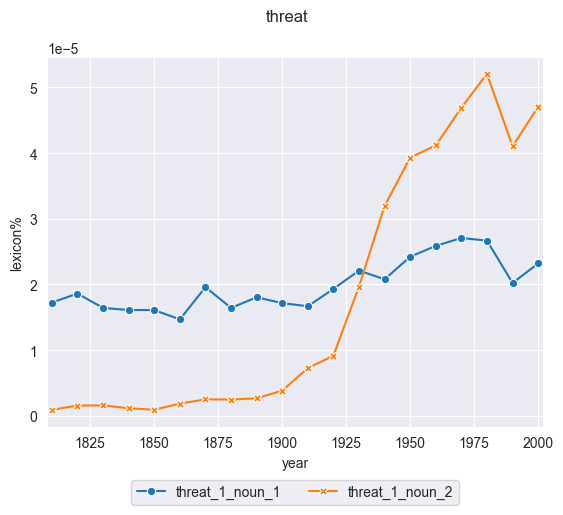 threat
1e−5
5
4
3
2
1
0
lexicon%
1825 1850 1875 1900 1925 1950 1975 2000
year
threat_1_noun_1 threat_1_noun_2